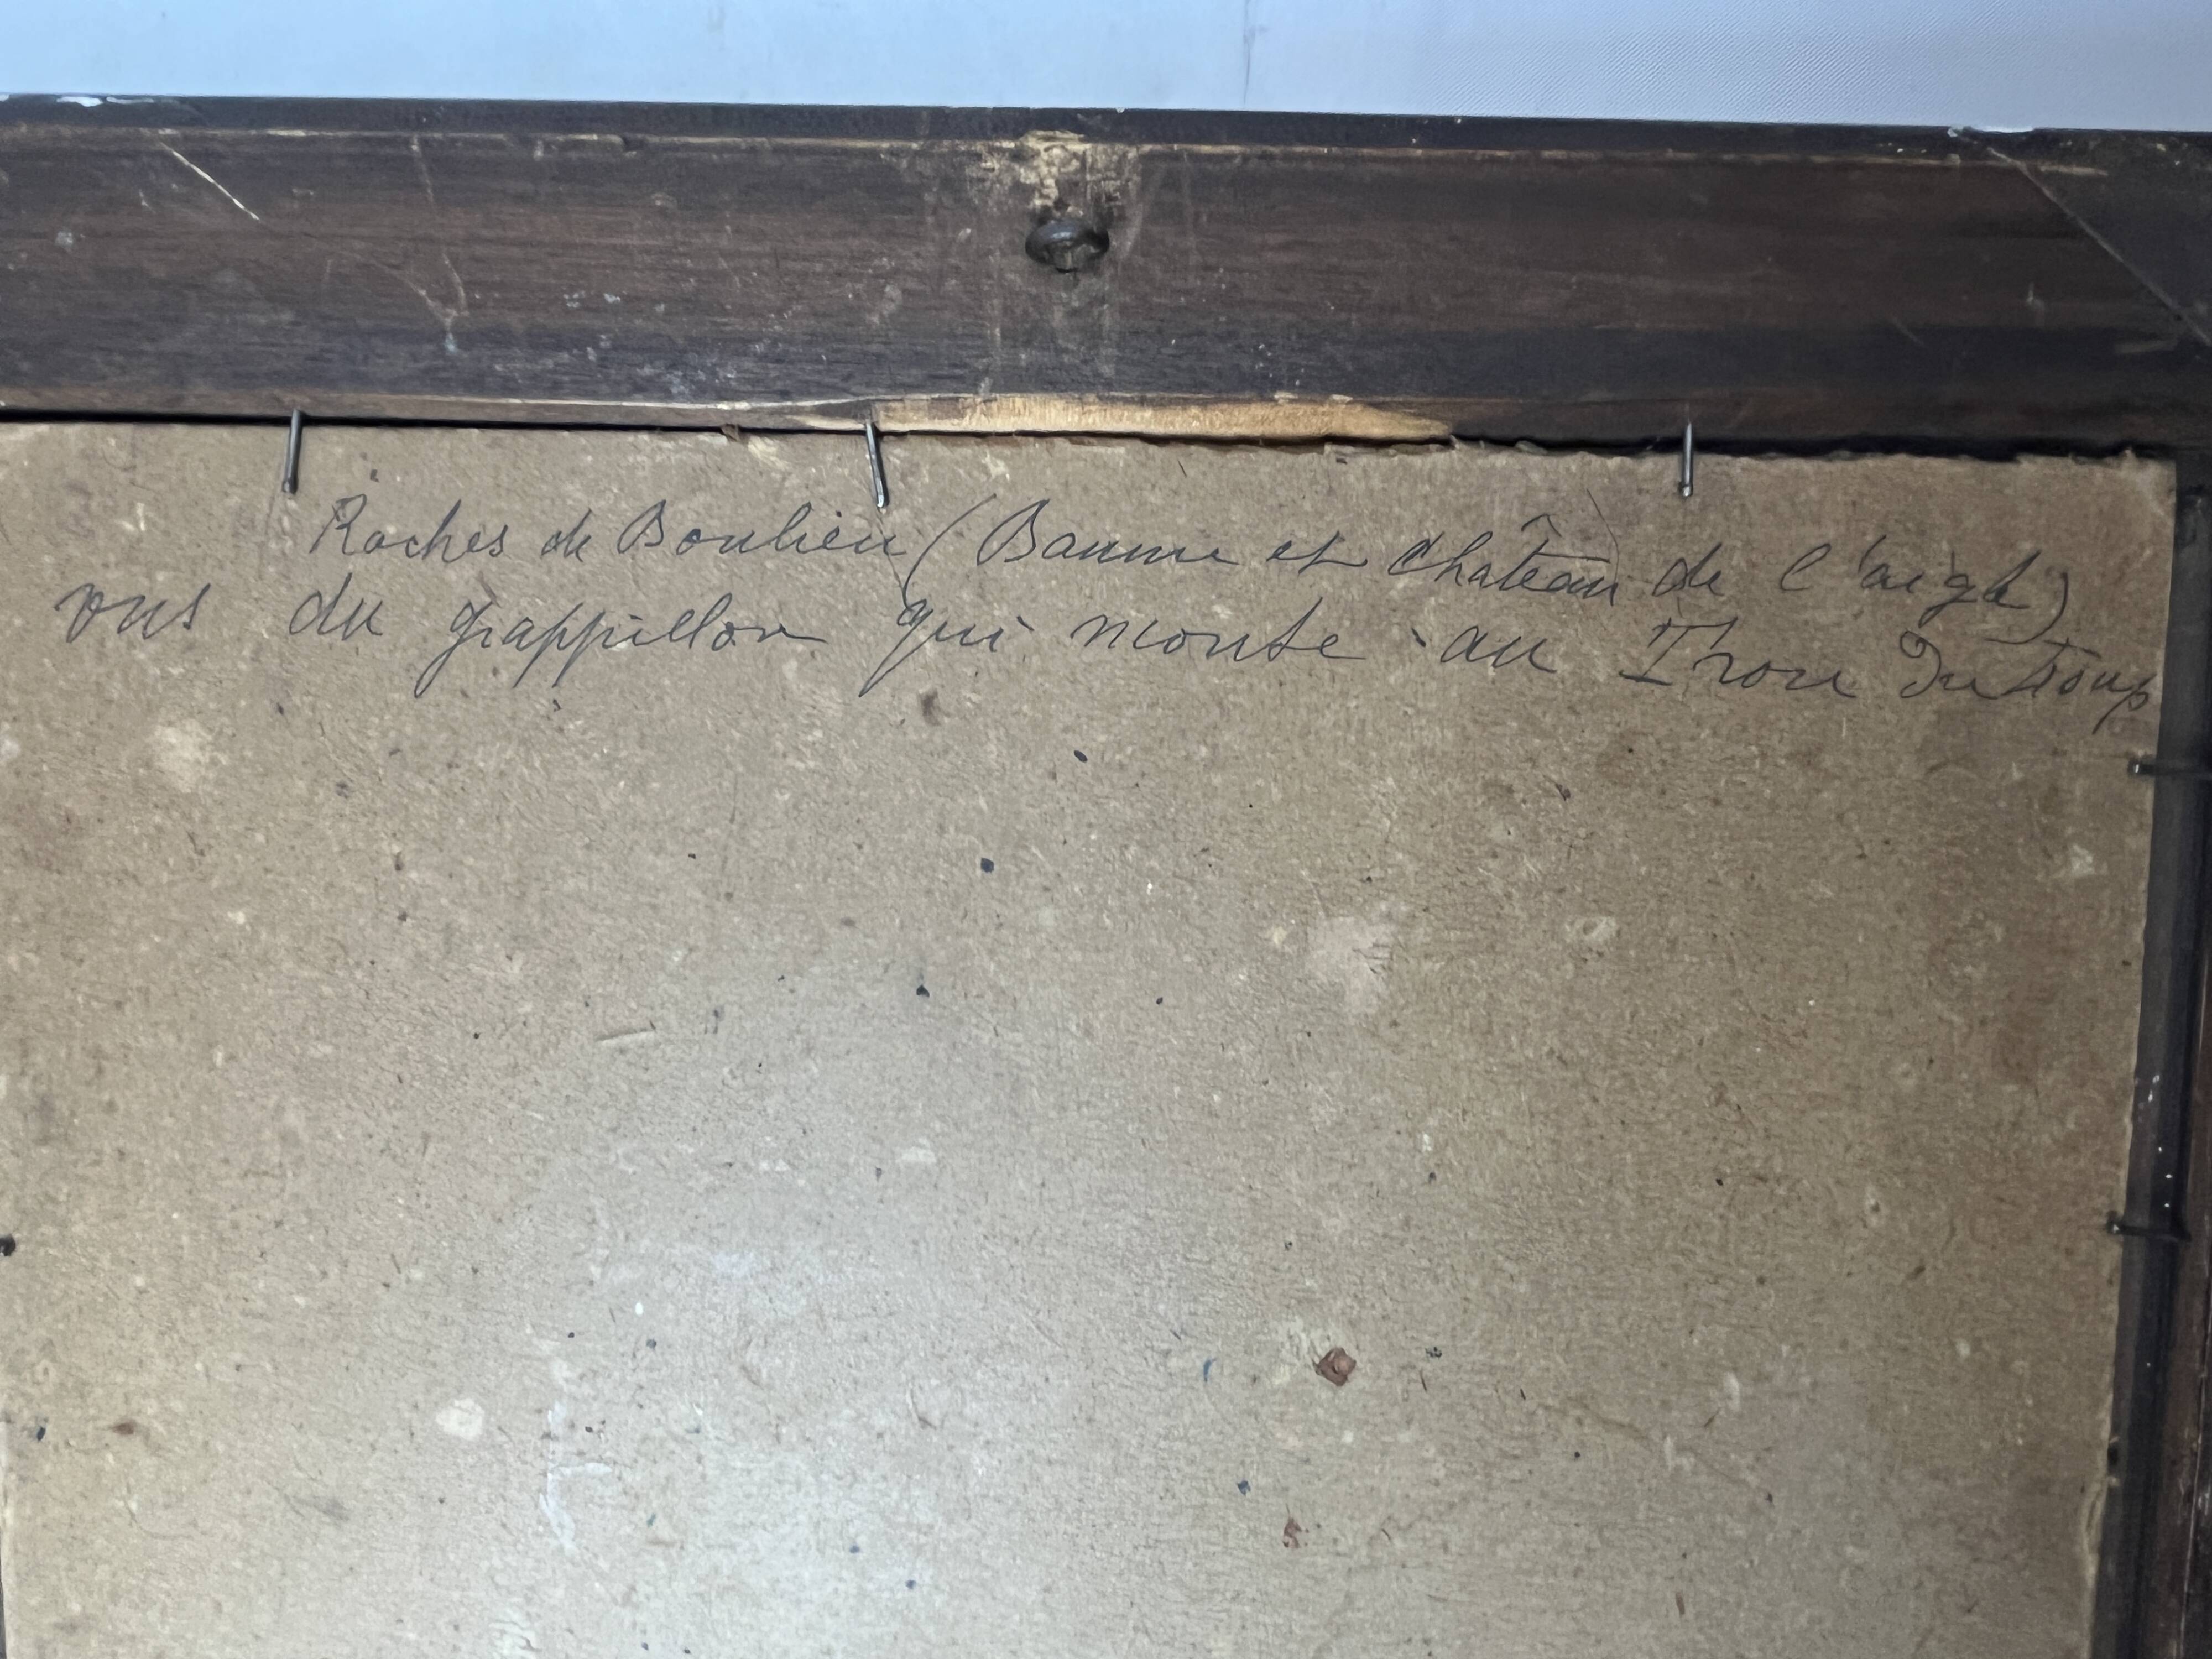 Roches de Boulieu (Baume et château de l'aigle)
vus du grappillon qui monte au Trou du Loup